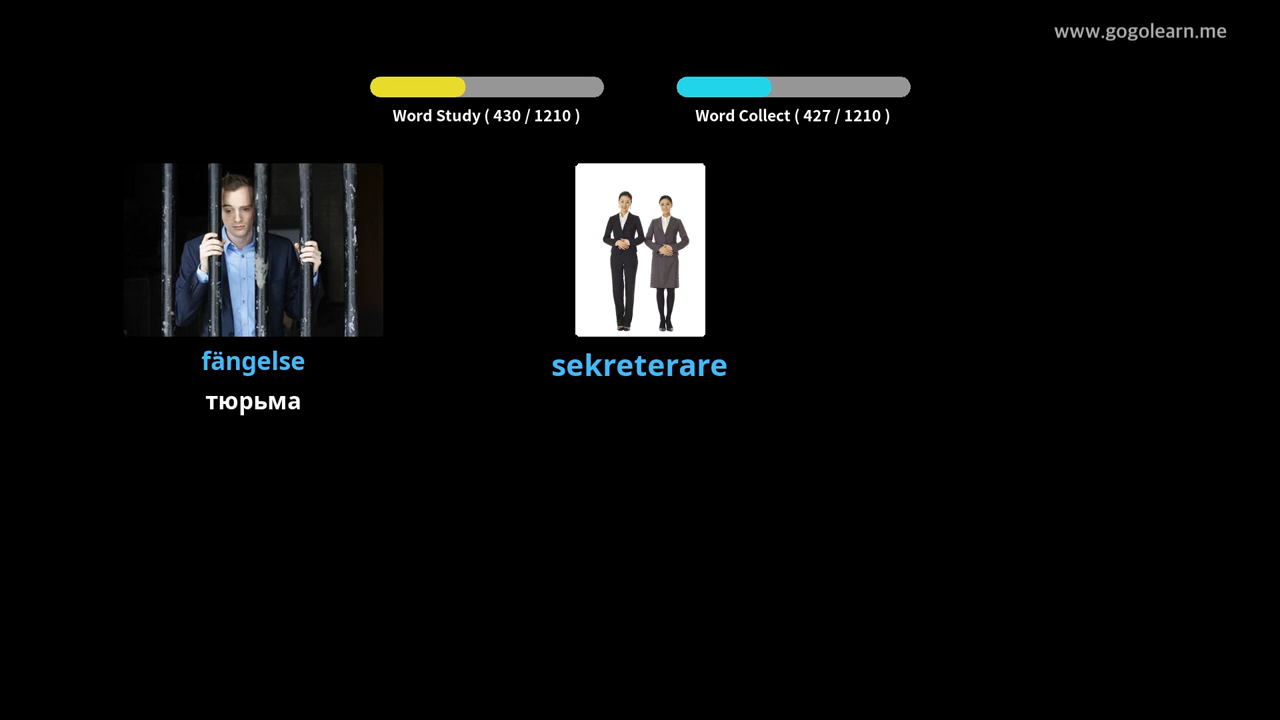 www.gogolearn.me
Word Study ( 430 / 1210 )
Word Collect ( 427 / 1210 )
fängelse
тюрьма
sekreterare